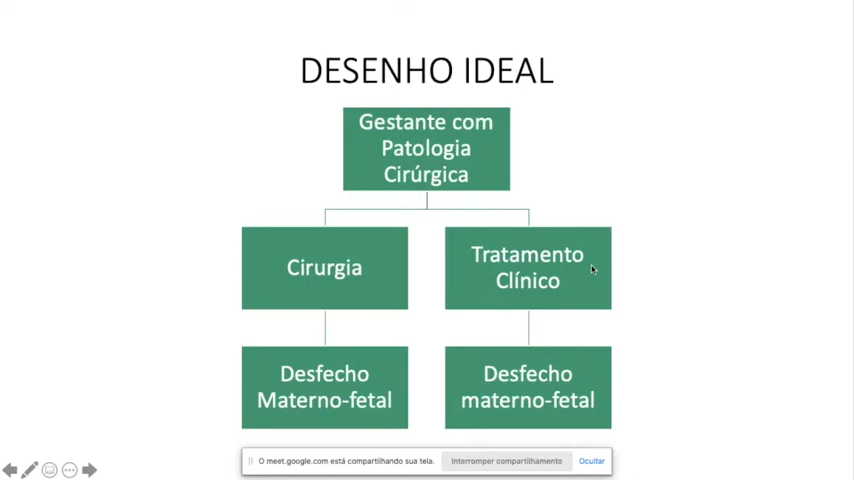 DESENHO IDEAL
Gestante com
Patologia
Cirúrgica
Cirurgia
Tratamento
Clínico
Desfecho
Materno-fetal
Desfecho
materno-fetal
O meet.google.com está compartilhando sua tela.
Interromper compartilhamento
Ocultar